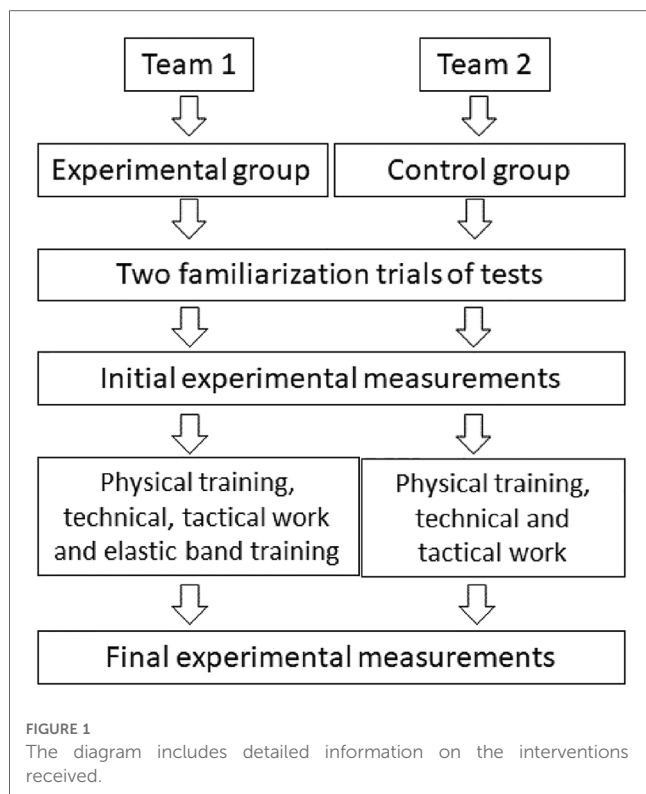 Team 1
Team 2
Experimental group
Control group
Two familiarization trials of tests
Initial experimental measurements
Physical training,
technical, tactical work
and elastic band training
Physical training,
technical and
tactical work
Final experimental measurements
FIGURE 1
The diagram includes detailed information on the interventions
received.